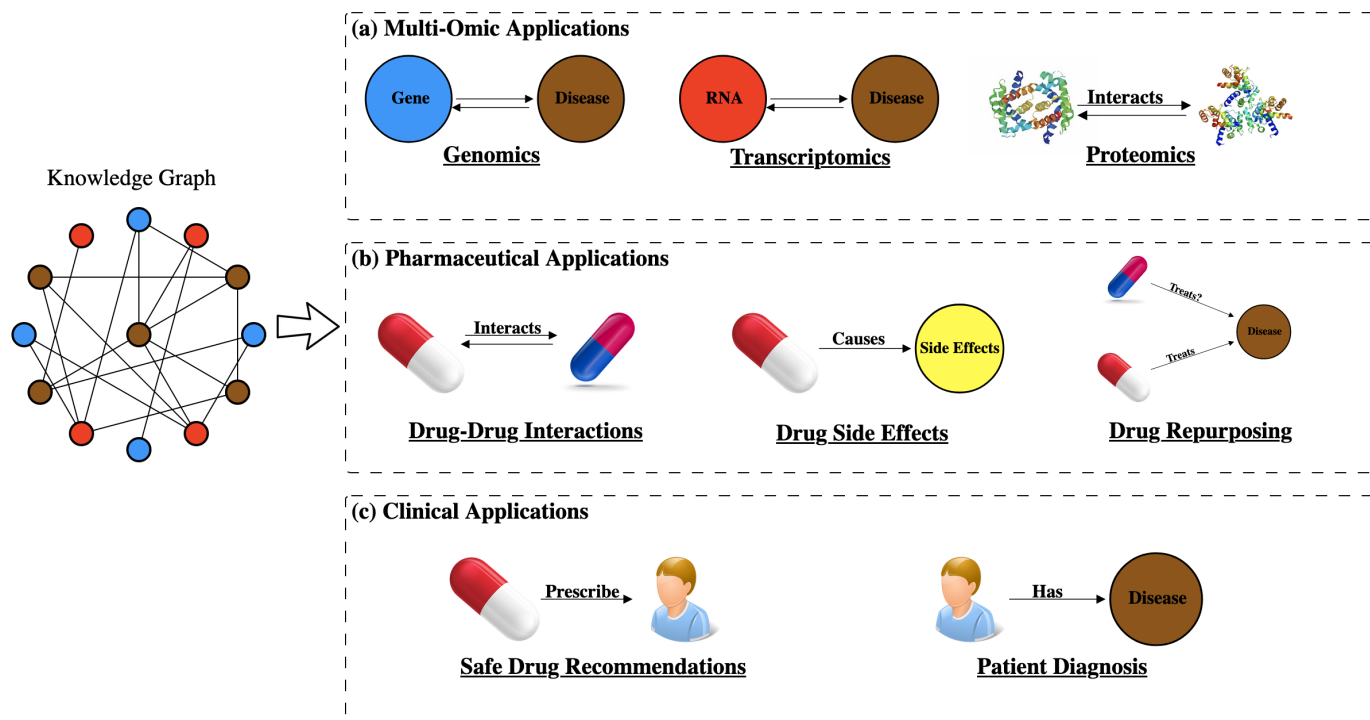 Knowledge Graph
(a) Multi-Omic Applications
Gene
Disease
Genomics
RNA
Disease
Transcriptomics
Interacts
Proteomics
(b) Pharmaceutical Applications
Interacts
Drug-Drug Interactions
Causes
Side Effects
Drug Side Effects
Treats?
Treats
Disease
Drug Repurposing
(c) Clinical Applications
Prescribe
Safe Drug Recommendations
Has
Disease
Patient Diagnosis